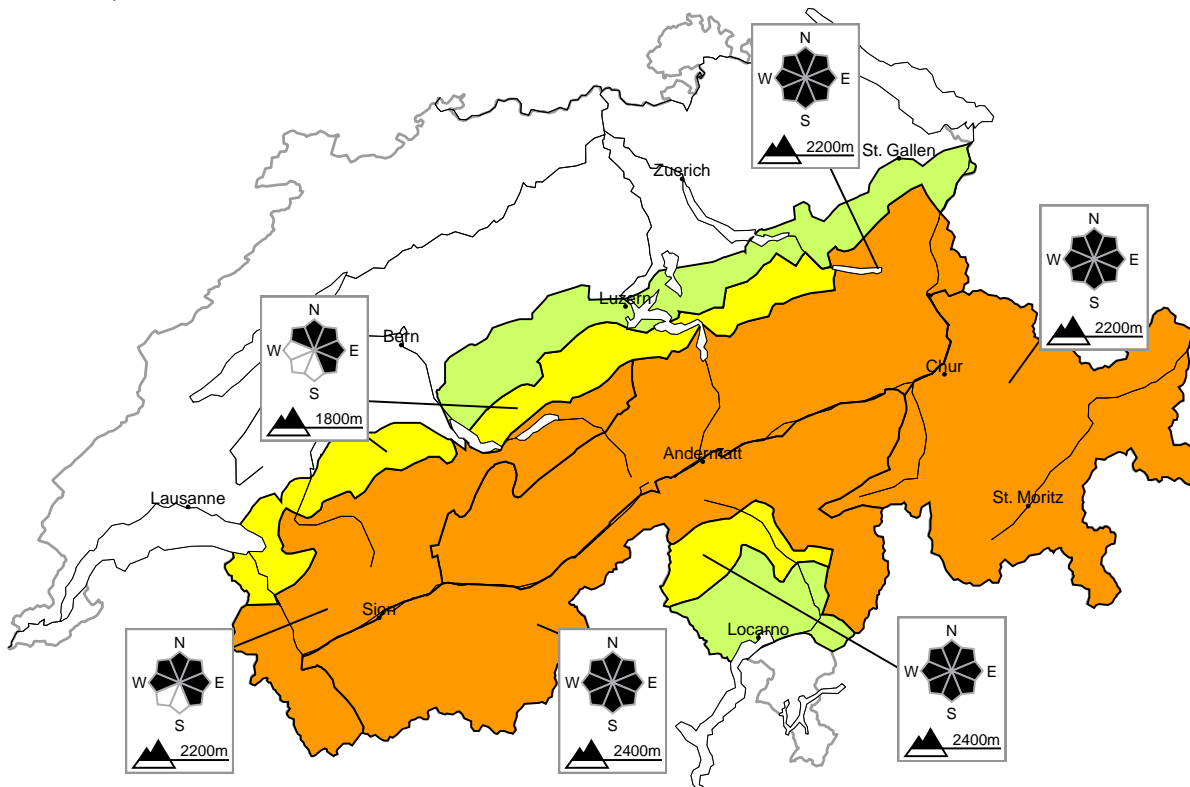 N
W E
S
2200m
St. Gallen
Zuerich
N
W E
S
2200m
Luzern
N
W E
S
1800m
Bern
Chur
Andermatt
Lausanne
St. Moritz
Sion
Locarno
N
W E
S
2200m
N
W E
S
2400m
N
W E
S
2400m